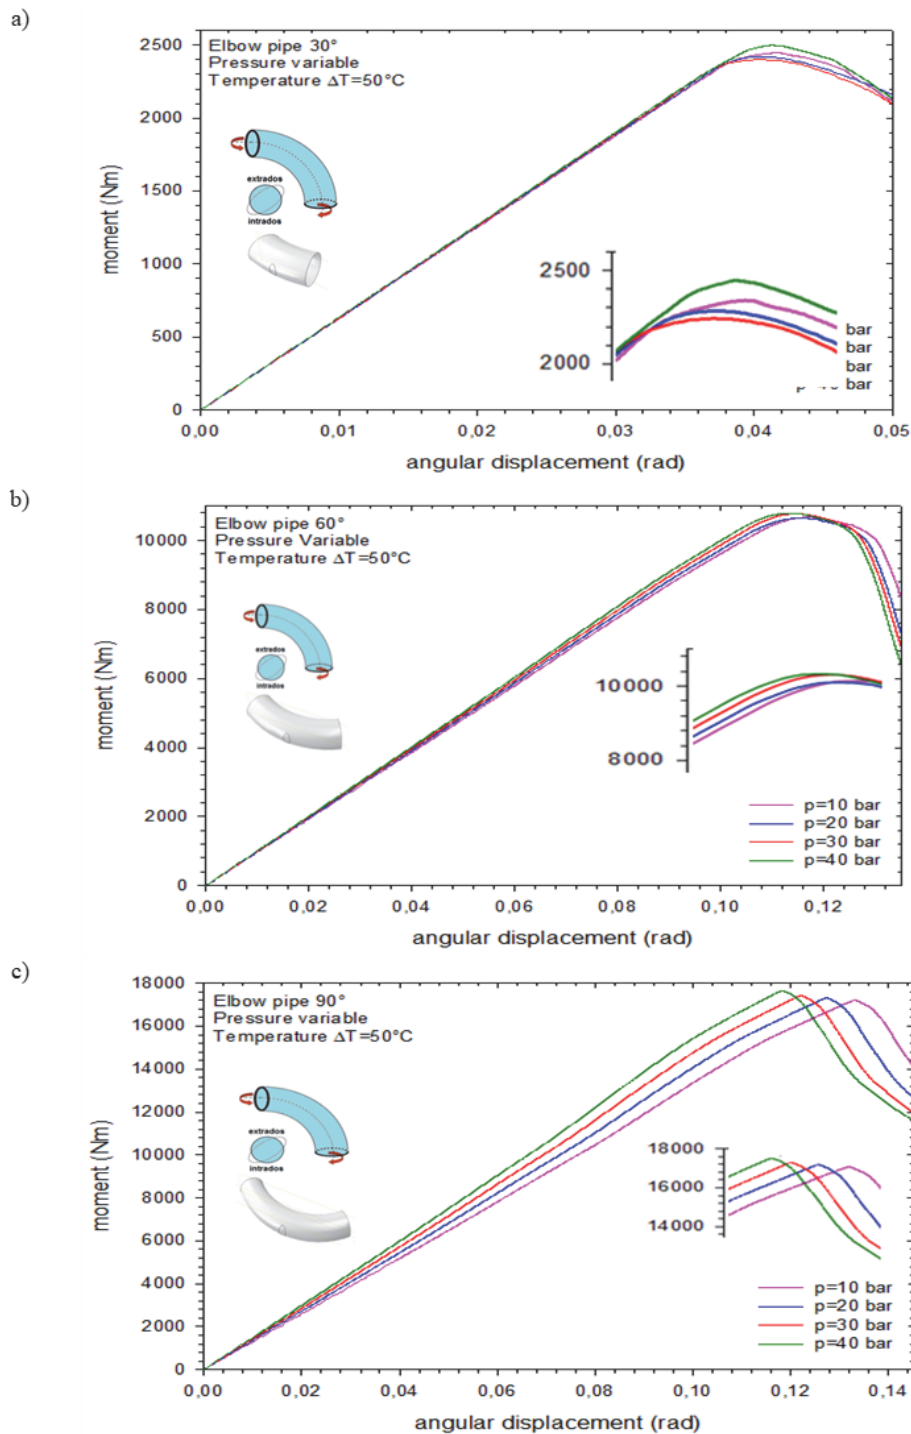 a)
2500
2000
1500
1000
500
0
moment (Nm)
Elbow pipe 30°
Pressure variable
Temperature ΔT=50°C
extrados
intrados
2500
2000
bar
bar
bar
bar
0,00 0,01 0,02 0,03 0,04 0,05
angular displacement (rad)
b)
10000
8000
6000
4000
2000
0
moment (Nm)
Elbow pipe 60°
Pressure Variable
Temperature ΔT=50°C
extrados
intrados
10000
8000
p=10 bar
p=20 bar
p=30 bar
p=40 bar
0,00 0,02 0,04 0,06 0,08 0,10 0,12
angular displacement (rad)
c)
18000
16000
14000
12000
10000
8000
6000
4000
2000
0
moment (Nm)
Elbow pipe 90°
Pressure variable
Temperature ΔT=50°C
extrados
intrados
18000
16000
14000
p=10 bar
p=20 bar
p=30 bar
p=40 bar
0,00 0,02 0,04 0,06 0,08 0,10 0,12 0,14
angular displacement (rad)